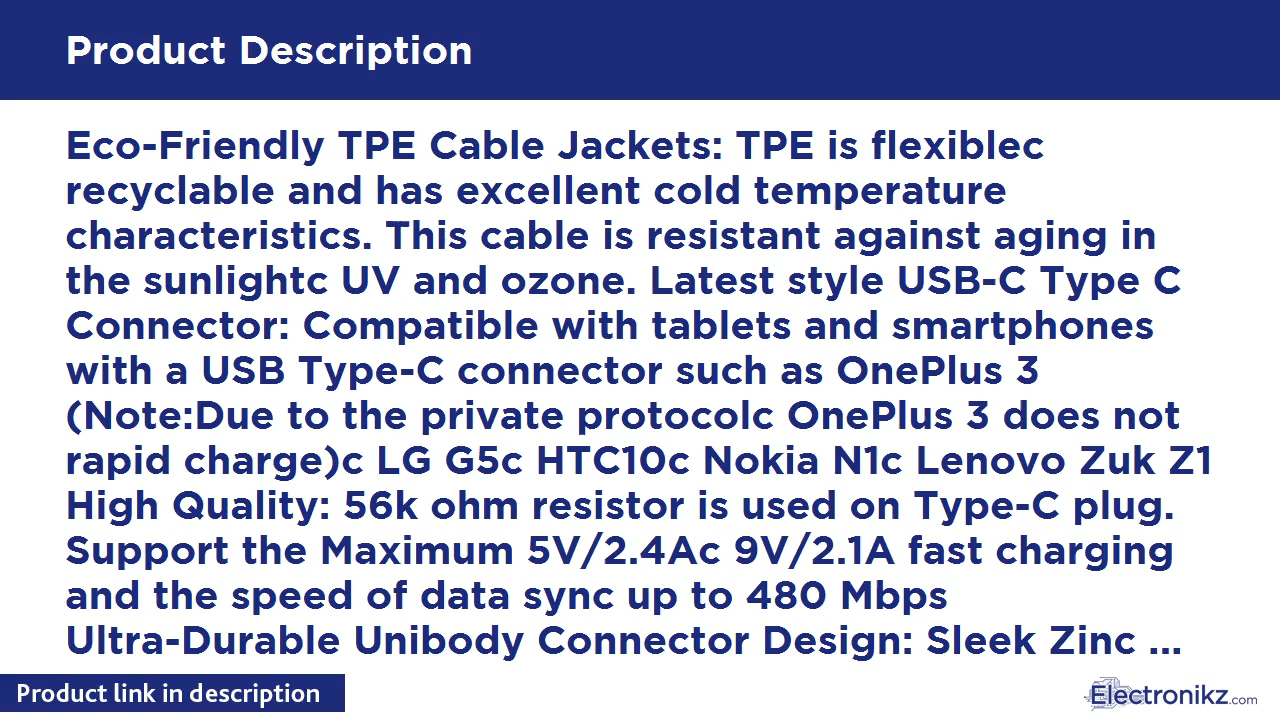 Product Description
Eco-Friendly TPE Cable Jackets: TPE is flexiblec
recyclable and has excellent cold temperature
characteristics. This cable is resistant against aging in
the sunlightc UV and ozone. Latest style USB-C Type C
Connector: Compatible with tablets and smartphones
with a USB Type-C connector such as OnePlus 3
(Note:Due to the private protocolc OnePlus 3 does not
rapid charge)c LG G5c HTC10c Nokia N1c Lenovo Zuk Z1
High Quality: 56k ohm resistor is used on Type-C plug.
Support the Maximum 5V/2.4Ac 9V/2.1A fast charging
and the speed of data sync up to 480 Mbps
Ultra-Durable Unibody Connector Design: Sleek Zinc ...
Product link in description
Electronikz.com